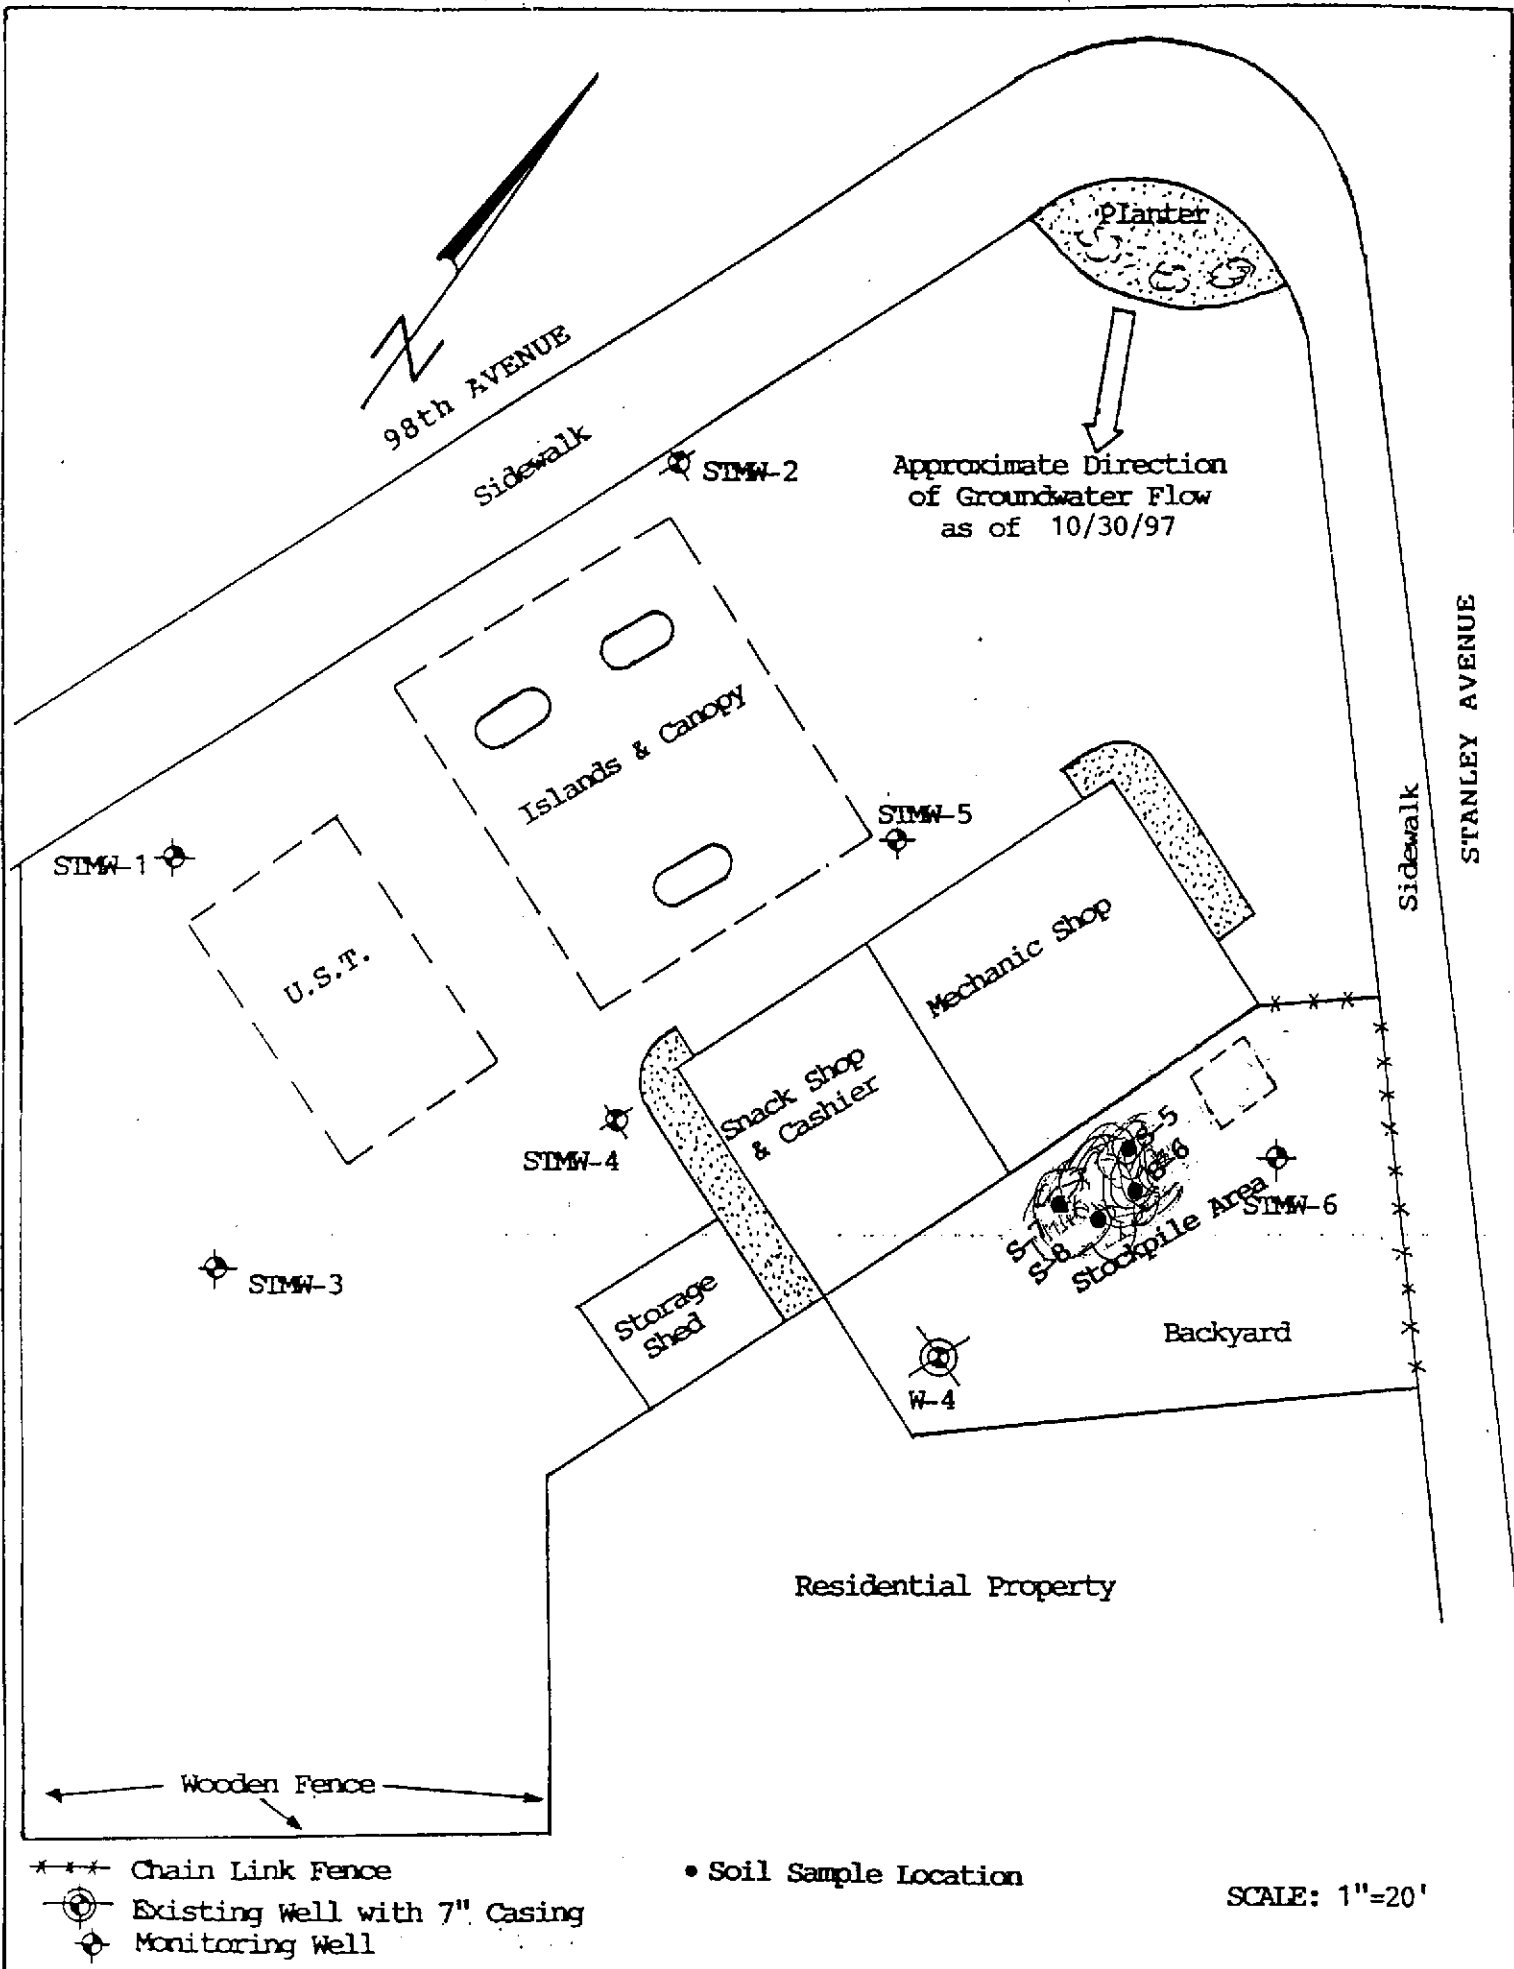 Planter
N
98th AVENUE
Sidewalk
STMW-2
Approximate Direction
of Groundwater Flow
as of 10/30/97
STANLEY AVENUE
Sidewalk
Islands & Canopy
STMW-5
STMW-1
U.S.T.
Mechanic Shop
Snack Shop
& Cashier
STMW-4
S-5
S-6
S-7
S-8
Stockpile Area
STMW-6
STMW-3
Storage
Shed
Backyard
W-4
Residential Property
Wooden Fence
Chain Link Fence
Soil Sample Location
SCALE: 1"=20'
Existing Well with 7" Casing
Monitoring Well